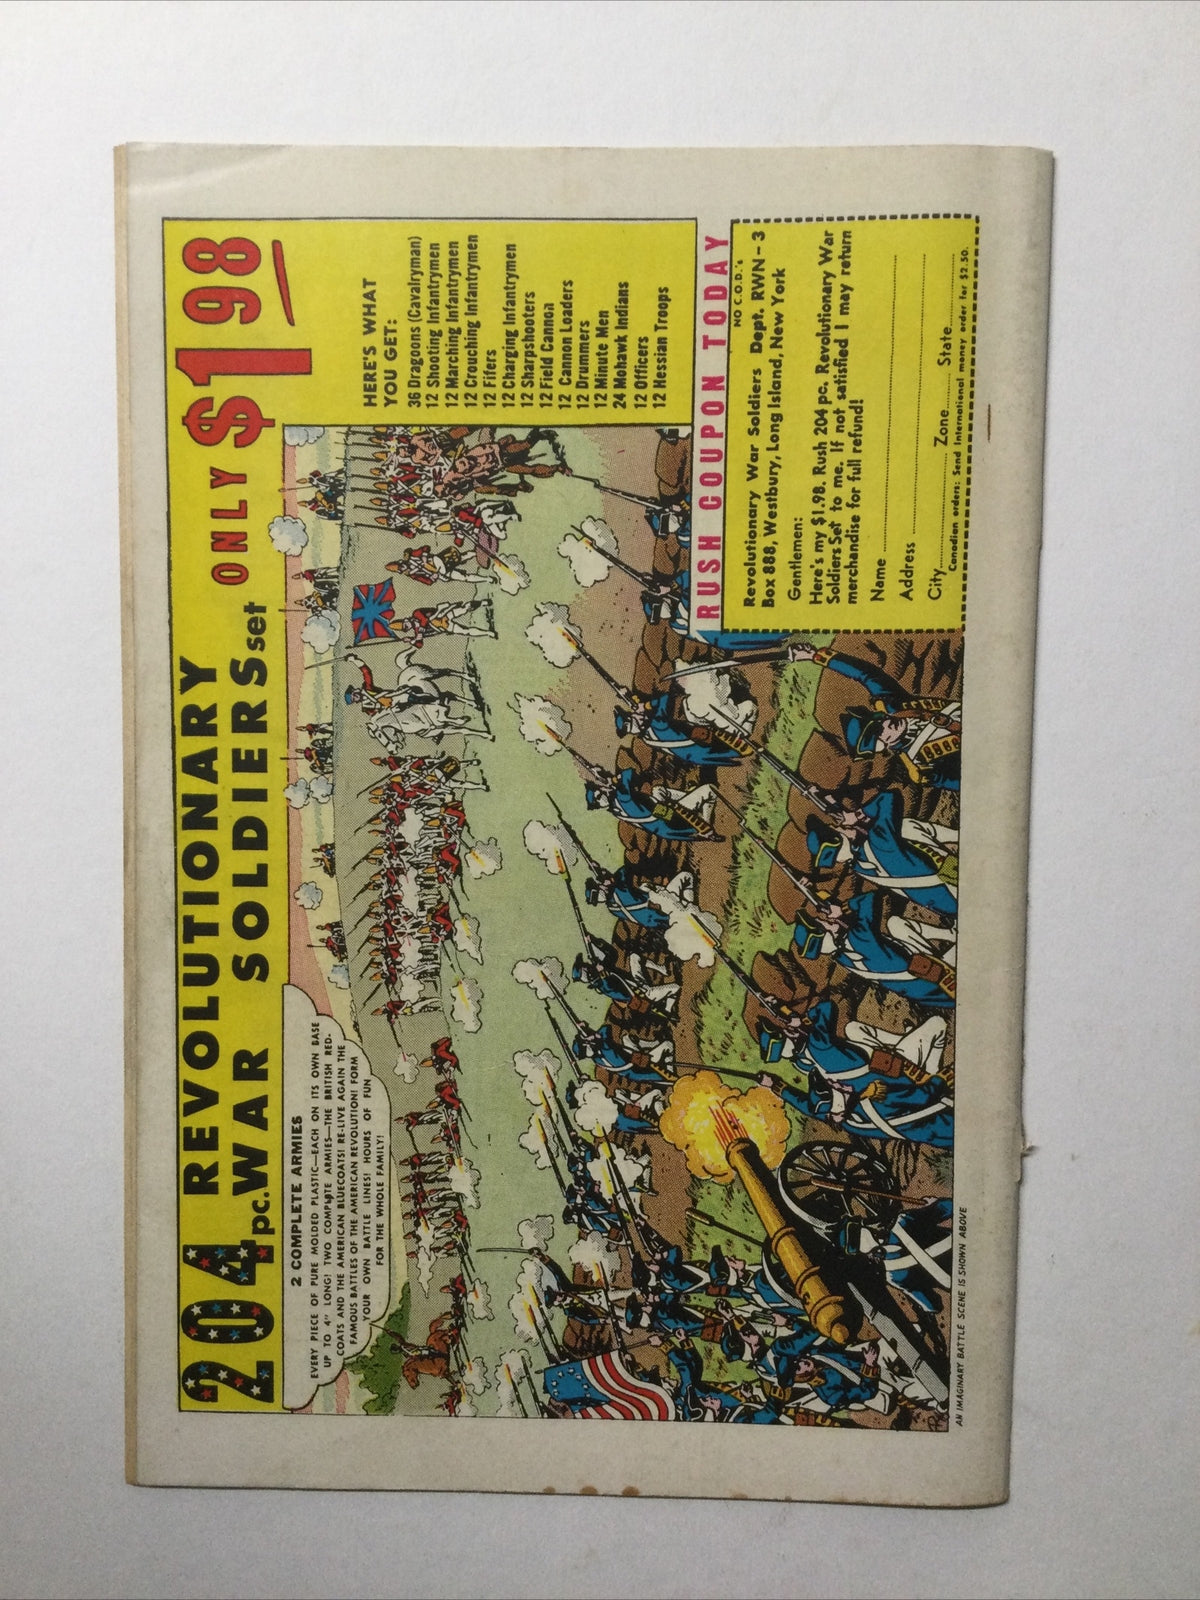 204 REVOLUTIONARY
pc. WAR SOLDIERS set ONLY $1 98
2 COMPLETE ARMIES
EVERY PIECE OF PURE MOLDED PLASTIC—EACH ON ITS OWN BASE
UP TO 4" LONG! TWO COMPLETE ARMIES—THE BRITISH RED-
COATS AND THE AMERICAN BLUECOATS! RE-LIVE AGAIN THE
FAMOUS BATTLES OF THE AMERICAN REVOLUTION! FORM
YOUR OWN BATTLE LINES! HOURS OF FUN
FOR THE WHOLE FAMILY!
HERE'S WHAT
YOU GET:
36 Dragoons (Cavalryman)
12 Shooting Infantrymen
12 Marching Infantrymen
12 Crouching Infantrymen
12 Fifers
12 Charging Infantrymen
12 Sharpshooters
12 Field Cannon
12 Cannon Loaders
12 Drummers
12 Minute Men
24 Mohawk Indians
12 Officers
12 Hessian Troops
RUSH COUPON TODAY
NO C.O.D.'s
Revolutionary War Soldiers Dept. RWN-3
Box 888, Westbury, Long Island, New York
Gentlemen:
Here's my $1.98. Rush 204 pc. Revolutionary War
Soldiers Set to me. If not satisfied I may return
merchandise for full refund!
Name
Address
City Zone State
Canadian orders: Send International money order for $2.50.
AN IMAGINARY BATTLE SCENE IS SHOWN ABOVE